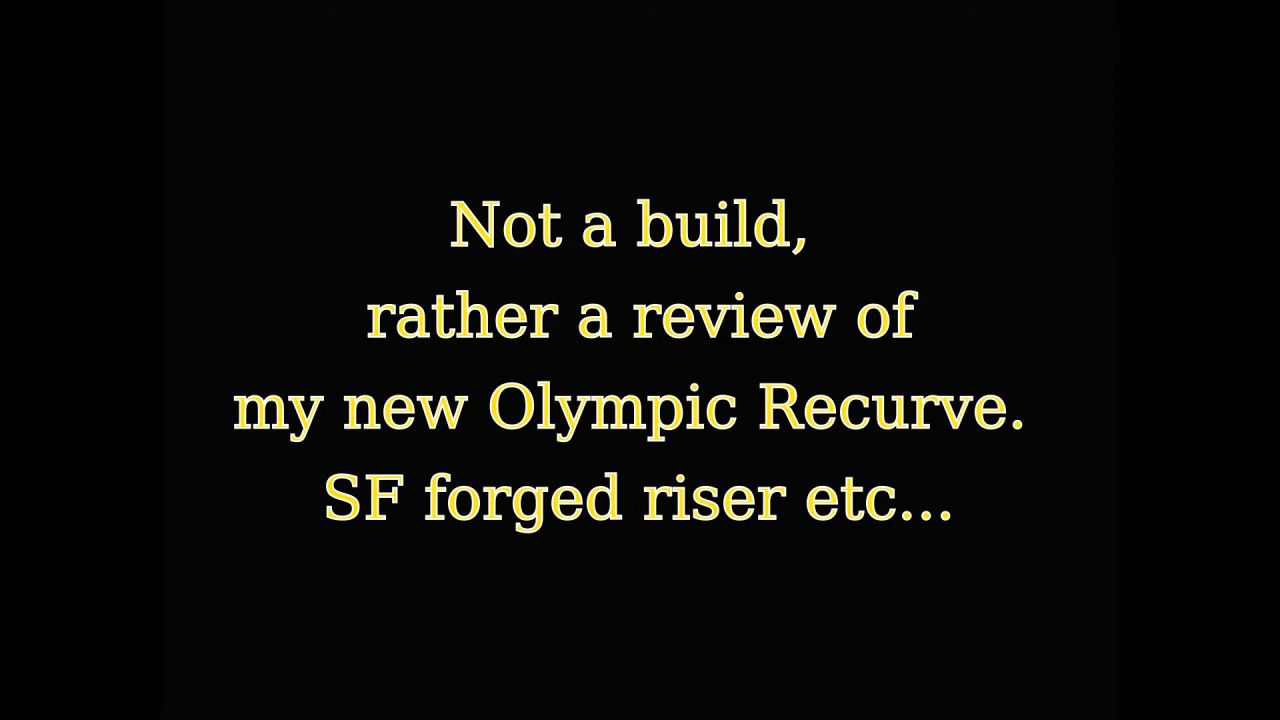 Not a build,
rather a review of
my new Olympic Recurve.
SF forged riser etc...